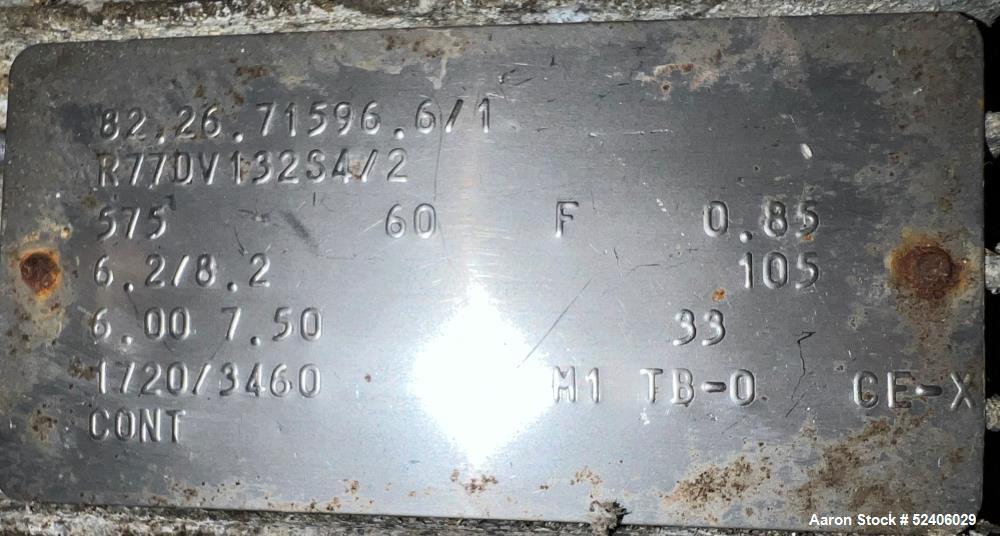 82.26.71596.6/1
R77DV132S4/2
575 60 F 0.85
6.2/8.2 105
6.00 7.50 33
1720/3460 M1 TB-0 GE-X
CONT
Aaron Stock # 52406029